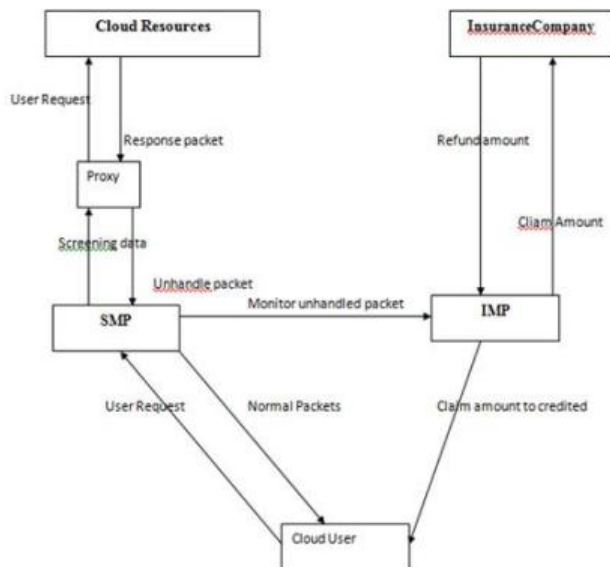 Cloud Resources
InsuranceCompany
User Request
Response packet
Refund amount
Proxy
Cliam Amount
Screening data
Unhandle packet
Monitor unhandled packet
SMP
IMP
User Request
Normal Packets
Claim amount to credited
Cloud User